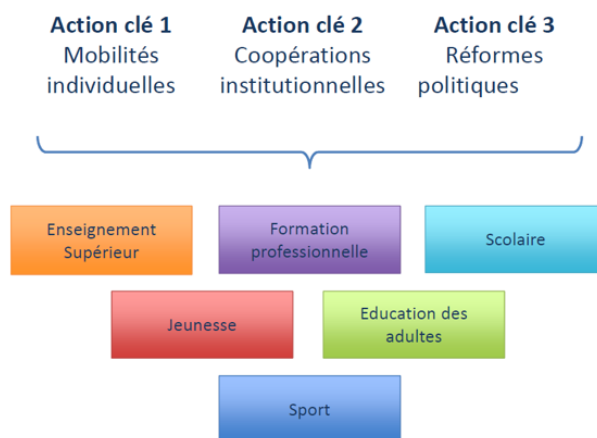 Action clé 1
Mobilités
individuelles
Action clé 2
Coopérations
institutionnelles
Action clé 3
Réformes
politiques
Enseignement
Supérieur
Formation
professionnelle
Scolaire
Jeunesse
Education des
adultes
Sport